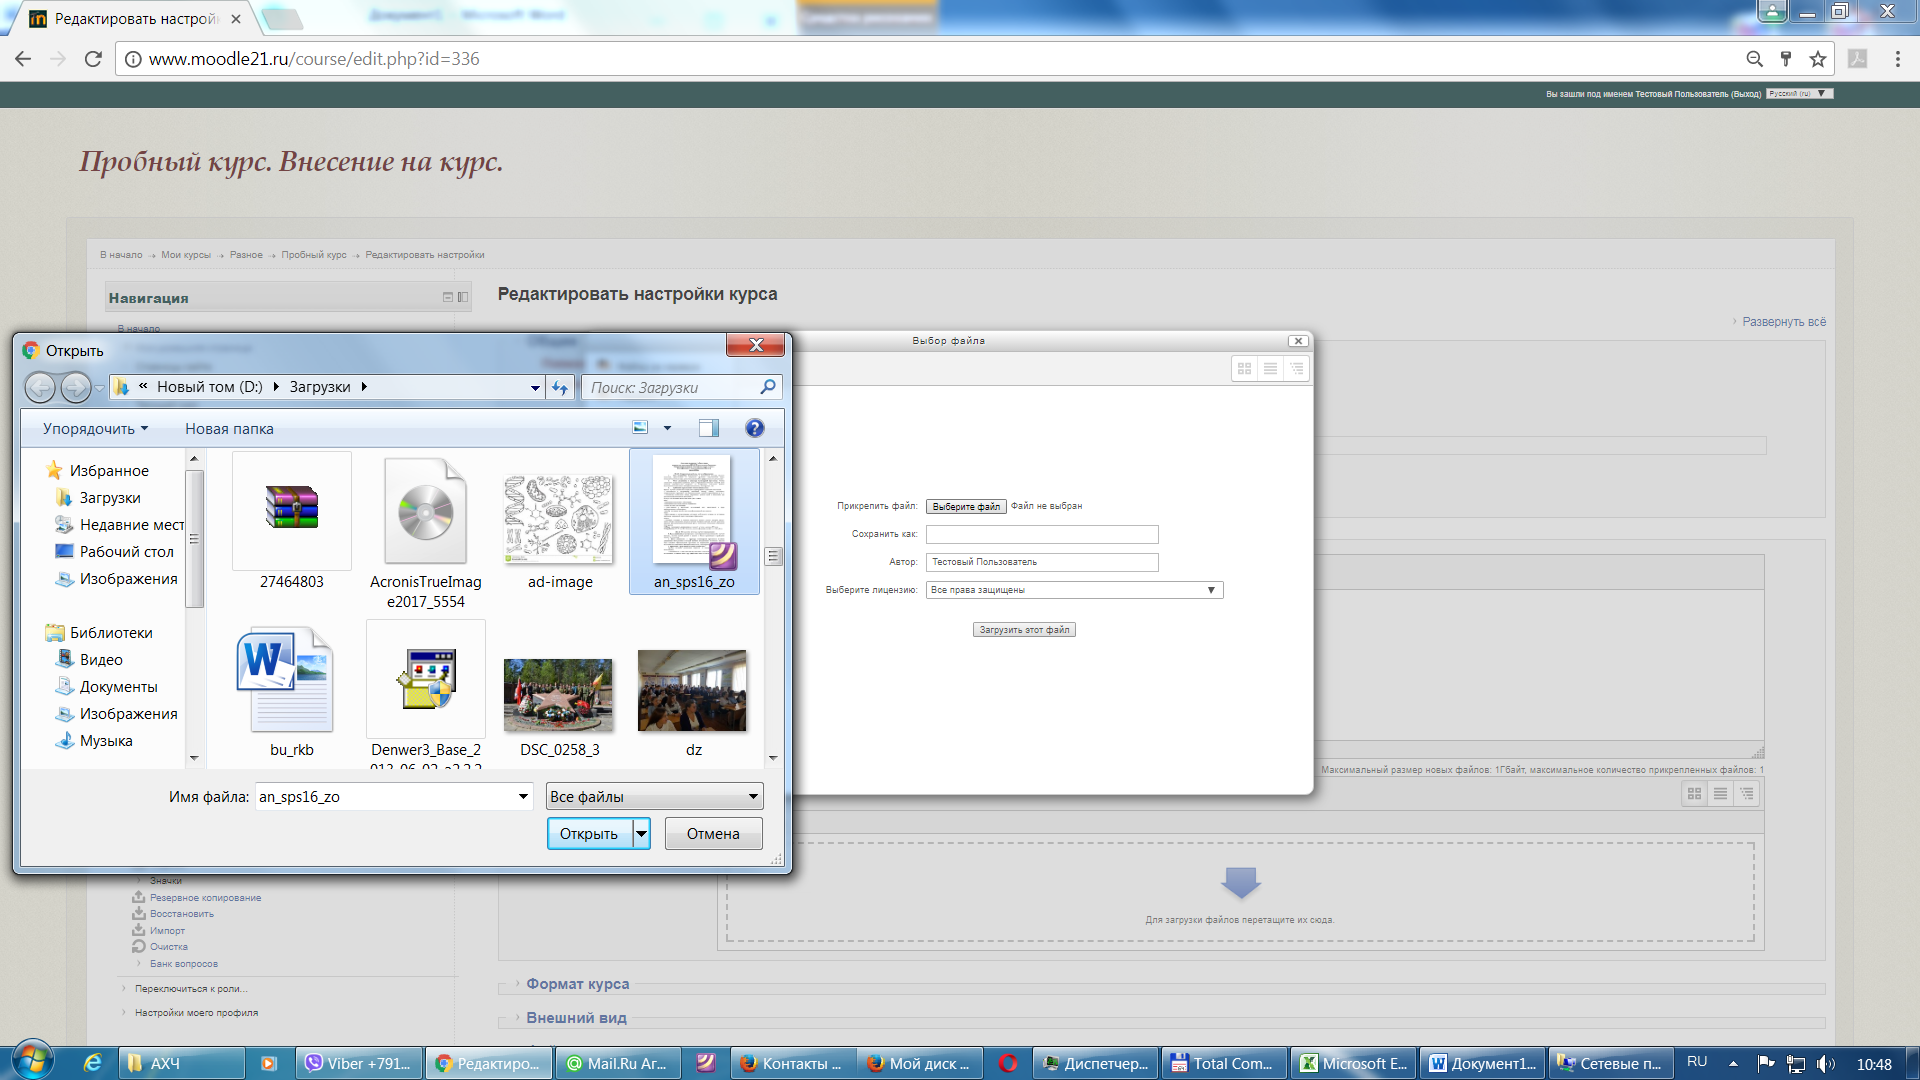 Редактировать настрой
www.moodle21.ru/course/edit.php?id=336
Вы зашли под именем Тестовый Пользователь (Выход)
Русский (ru)
Пробный курс. Внесение на курс.
В начало → Мои курсы → Разное → Пробный курс → Редактировать настройки
Навигация
В начало
Редактировать настройки курса
Развернуть всё
Открыть
« Новый том (D:) Загрузки
Поиск: Загрузки
Упорядочить
Новая папка
Избранное
Загрузки
Недавние мест
Рабочий стол
Изображения
Библиотеки
Видео
Документы
Изображения
Музыка
27464803
AcronisTrueImag
e2017_5554
ad-image
an_sps16_zo
bu_rkb
Denwer3_Base_2
DSC_0258_3
dz
Имя файла:
an_sps16_zo
Все файлы
Открыть
Отмена
Выбор файла
Прикрепить файл:
Выберите файл
Файл не выбран
Сохранить как:
Автор:
Тестовый Пользователь
Выберите лицензию:
Все права защищены
Загрузить этот файл
Максимальный размер новых файлов: 1Гбайт, максимальное количество прикрепленных файлов: 1
Для загрузки файлов перетащите их сюда.
Значки
Резервное копирование
Восстановить
Импорт
Очистка
Банк вопросов
Переключиться к роли...
Настройки моего профиля
Формат курса
Внешний вид
АХЧ
Viber +791...
Редактиро...
Mail.Ru Аг...
Контакты ...
Мой диск ...
Диспетчер...
Total Com...
Microsoft E...
Документ1...
Сетевые п...
RU
10:48